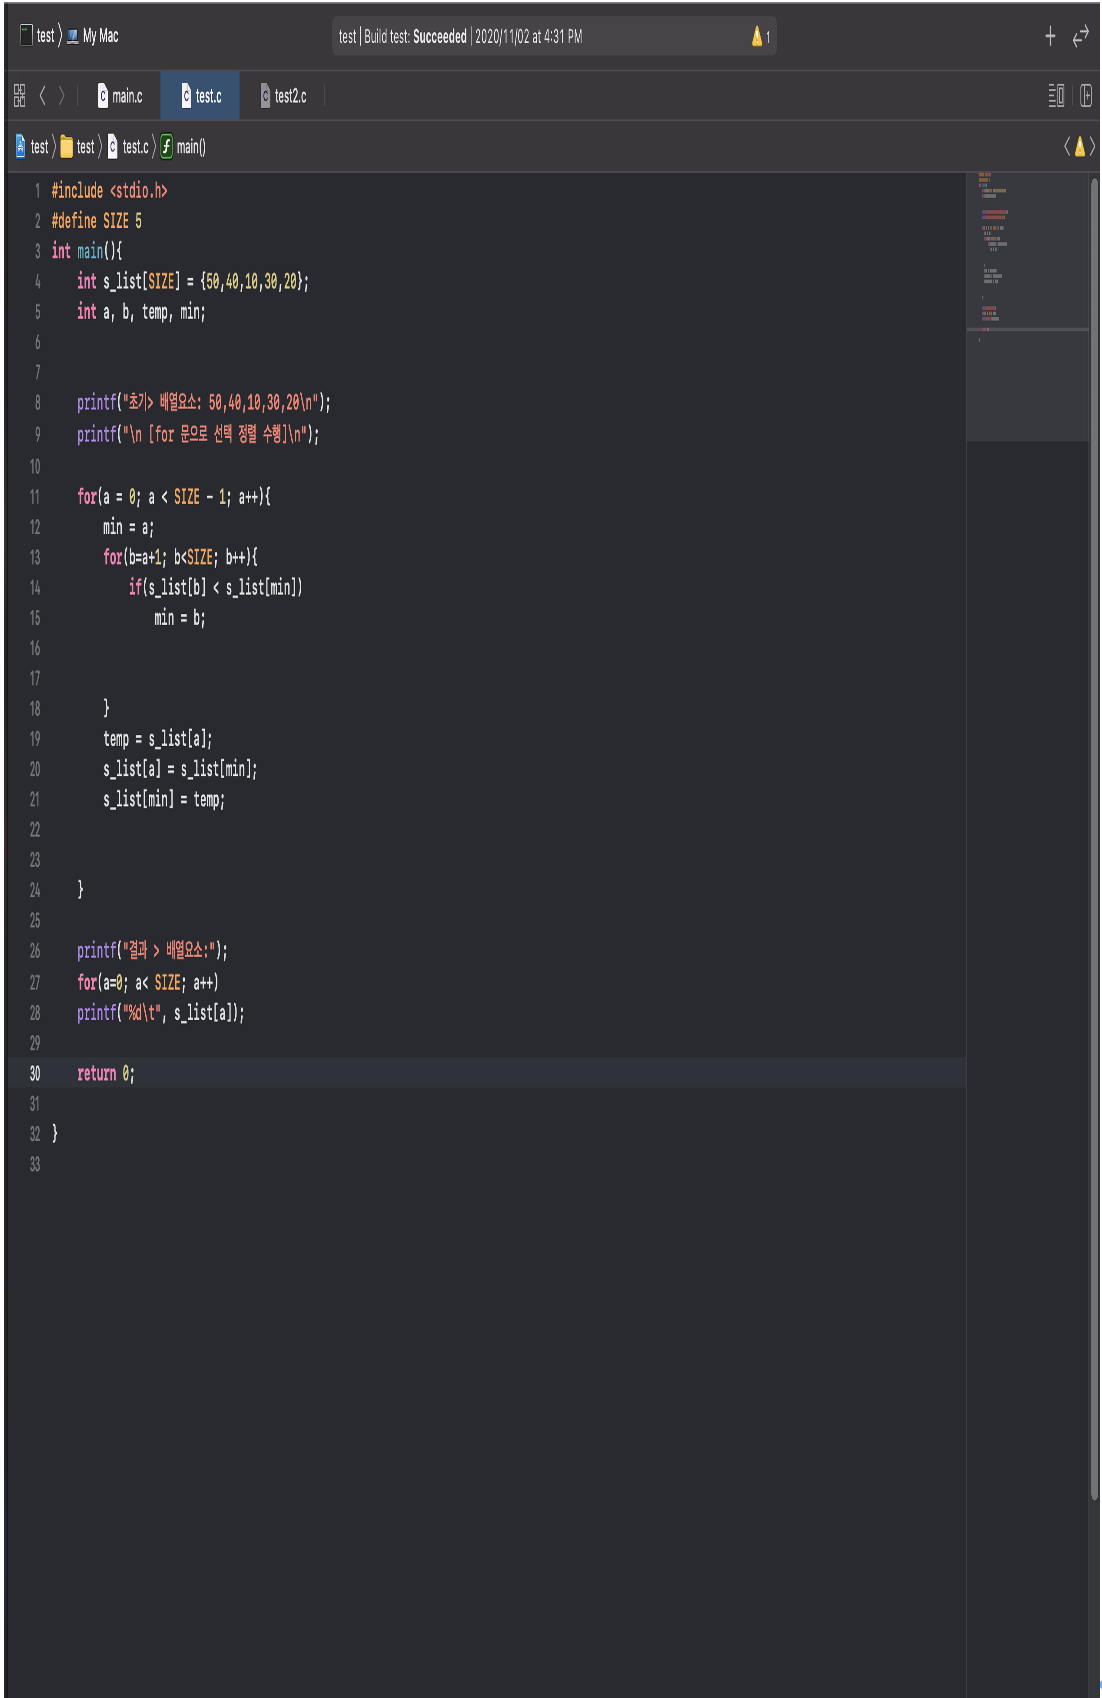 test 〉 My Mac
test | Build test: Succeeded | 2020/11/02 at 4:31 PM
1
main.c
test.c
test2.c
test 〉 test 〉 test.c 〉 main()
1 #include <stdio.h>
2 #define SIZE 5
3 int main(){
4 int s_list[SIZE] = {50,40,10,30,20};
5 int a, b, temp, min;
6
7
8 printf("초기> 배열요소: 50,40,10,30,20\n");
9 printf("\n [for 문으로 선택 정렬 수행]\n");
10
11 for(a = 0; a < SIZE - 1; a++){
12 min = a;
13 for(b=a+1; b<SIZE; b++){
14 if(s_list[b] < s_list[min])
15 min = b;
16
17
18 }
19 temp = s_list[a];
20 s_list[a] = s_list[min];
21 s_list[min] = temp;
22
23
24 }
25
26 printf("결과 > 배열요소:");
27 for(a=0; a< SIZE; a++)
28 printf("%d\t", s_list[a]);
29
30 return 0;
31
32 }
33